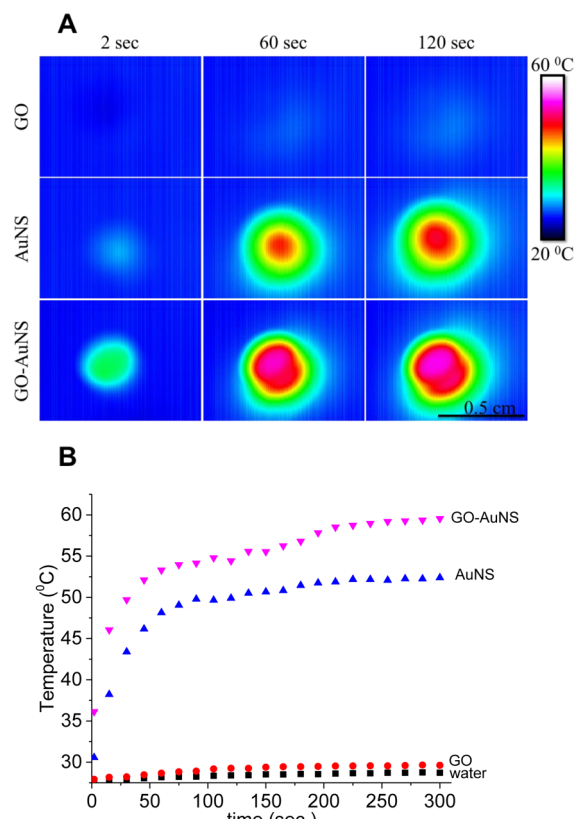 A
2 sec 60 sec 120 sec
60 ⁰C
GO
AuNS
20 ⁰C
GO-AuNS
0.5 cm
B
60
GO-AuNS
55
AuNS
50
45
40
35
30
GO
water
Temperature (⁰C)
0 50 100 150 200 250 300
time (sec.)